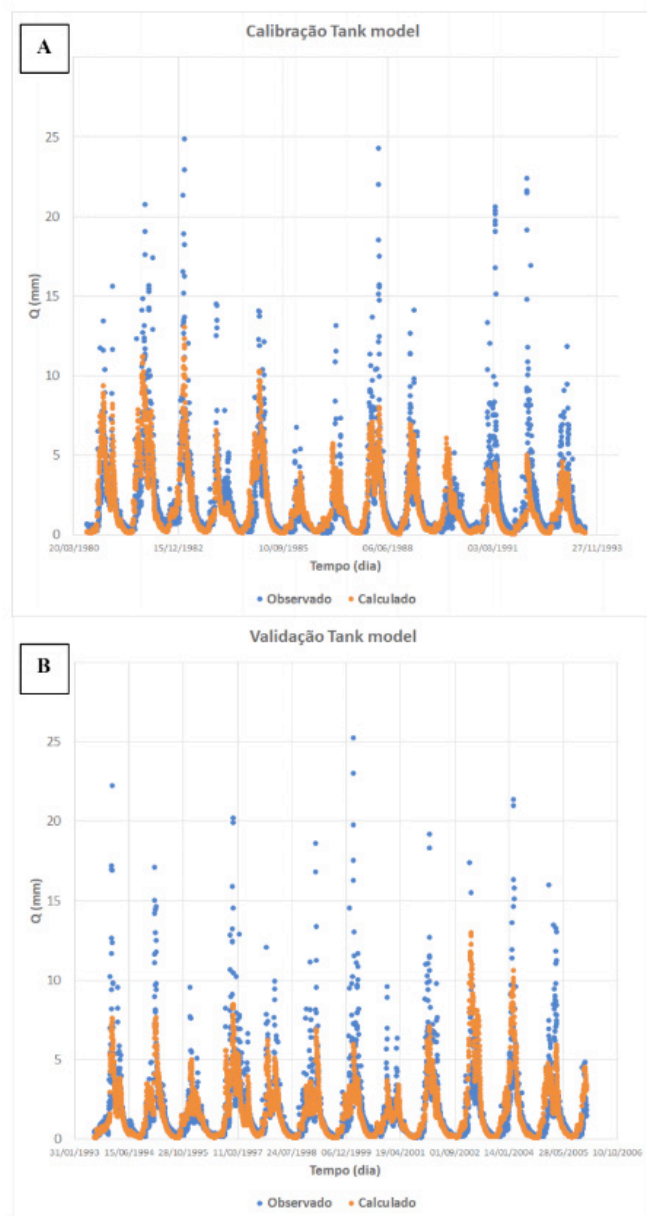 A
Calibração Tank model
25
20
15
10
5
0
Q (mm)
20/03/1980 15/12/1982 10/09/1985 06/06/1988 03/03/1991 27/11/1993
Tempo (dia)
Observado Calculado
B
Validação Tank model
25
20
15
10
5
0
Q (mm)
31/01/1993 15/06/1994 28/10/1995 11/03/1997 24/07/1998 06/12/1999 19/04/2001 01/09/2002 14/01/2004 28/05/2005 10/10/2006
Tempo (dia)
Observado Calculado